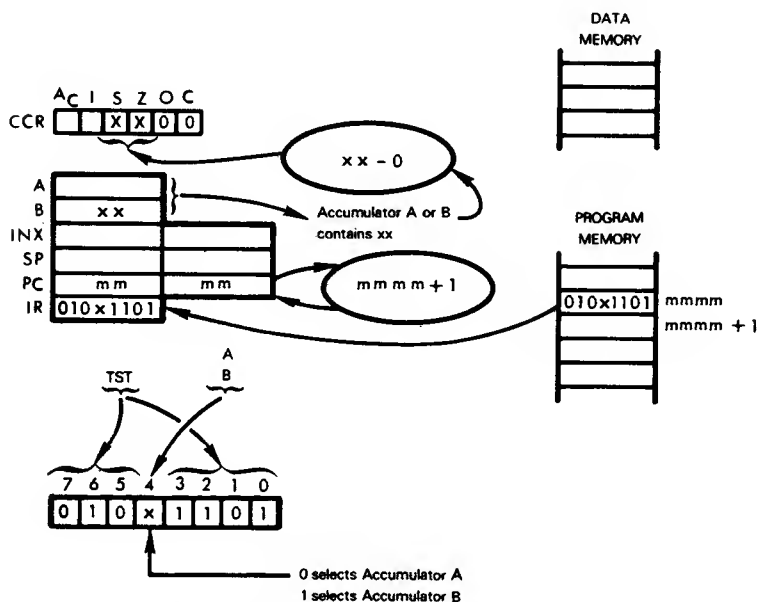 DATA
MEMORY
A C I S Z O C
CCR X X 0 0
xx - 0
A
B xx
Accumulator A or B
contains xx
INX
SP
PC mm mm
mmmm + 1
IR 010x1101
PROGRAM
MEMORY
010x1101 mmmm
mmmm + 1
TST
A
B
7 6 5 4 3 2 1 0
0 1 0 x 1 1 0 1
0 selects Accumulator A
1 selects Accumulator B